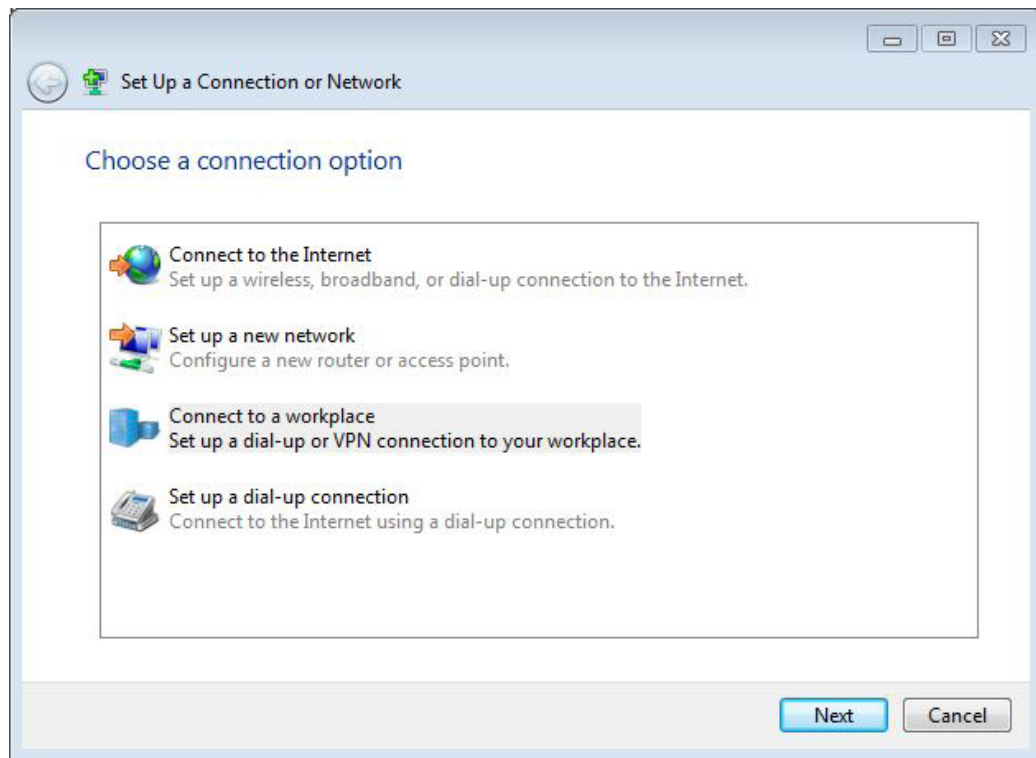 Set Up a Connection or Network
Choose a connection option
Connect to the Internet
Set up a wireless, broadband, or dial-up connection to the Internet.
Set up a new network
Configure a new router or access point.
Connect to a workplace
Set up a dial-up or VPN connection to your workplace.
Set up a dial-up connection
Connect to the Internet using a dial-up connection.
Next Cancel